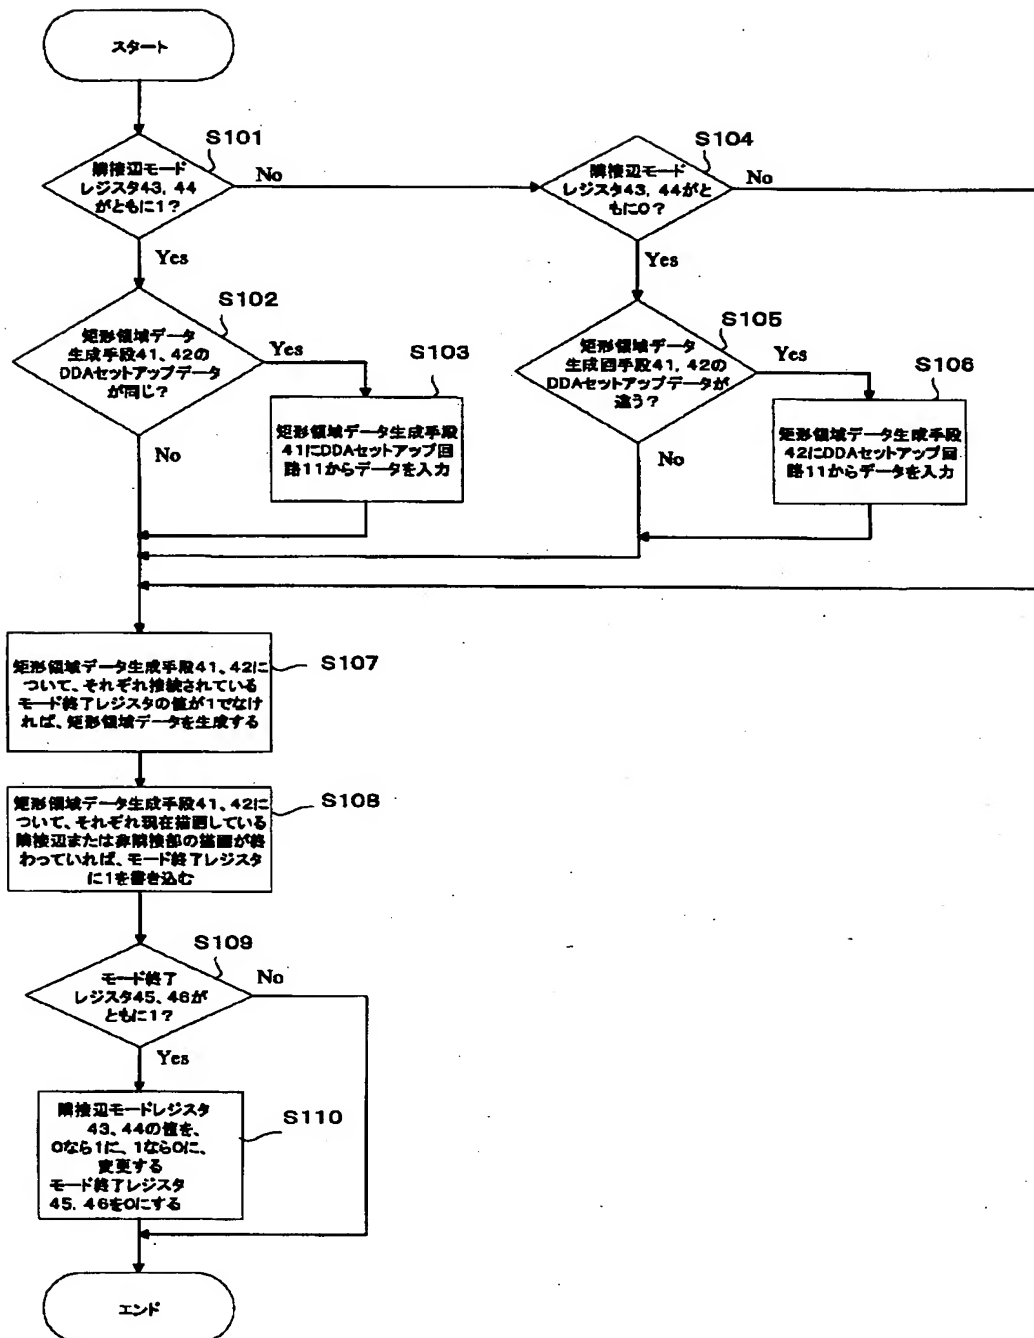 スタート
S101
隣接辺モード
レジスタ43, 44
がともに1？
No
Yes
S104
隣接辺モード
レジスタ43, 44がと
もに0？
No
Yes
S102
矩形領域データ
生成手段41、42の
DDAセットアップデータ
が同じ？
Yes
No
S103
矩形領域データ生成手段
41にDDAセットアップ回
路11からデータを入力
S105
矩形領域データ
生成回手段41, 42の
DDAセットアップデータが
違う？
Yes
No
S106
矩形領域データ生成手段
42にDDAセットアップ回
路11からデータを入力
S107
矩形領域データ生成手段41、42に
ついて、それぞれ接続されている
モード終了レジスタの値が1でなけ
れば、矩形領域データを生成する
S108
矩形領域データ生成手段41、42に
ついて、それぞれ現在描画している
隣接辺または非隣接部の描画が終
わっていれば、モード終了レジスタ
に1を書き込む
S109
モード終了
レジスタ45、46が
ともに1？
No
Yes
S110
隣接辺モードレジスタ
43、44の値を、
0なら1に、1なら0に、
変更する
モード終了レジスタ
45, 46を0にする
エンド